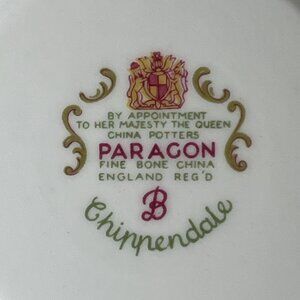 BY APPOINTMENT
TO HER MAJESTY THE QUEEN
CHINA POTTERS
PARAGON
FINE BONE CHINA
ENGLAND REG'D
B
Chippendale